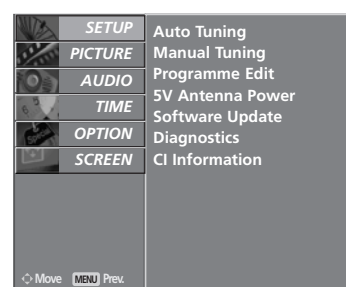 SETUP
PICTURE
AUDIO
TIME
OPTION
SCREEN
Auto Tuning
Manual Tuning
Programme Edit
5V Antenna Power
Software Update
Diagnostics
CI Information
Move MENU Prev.